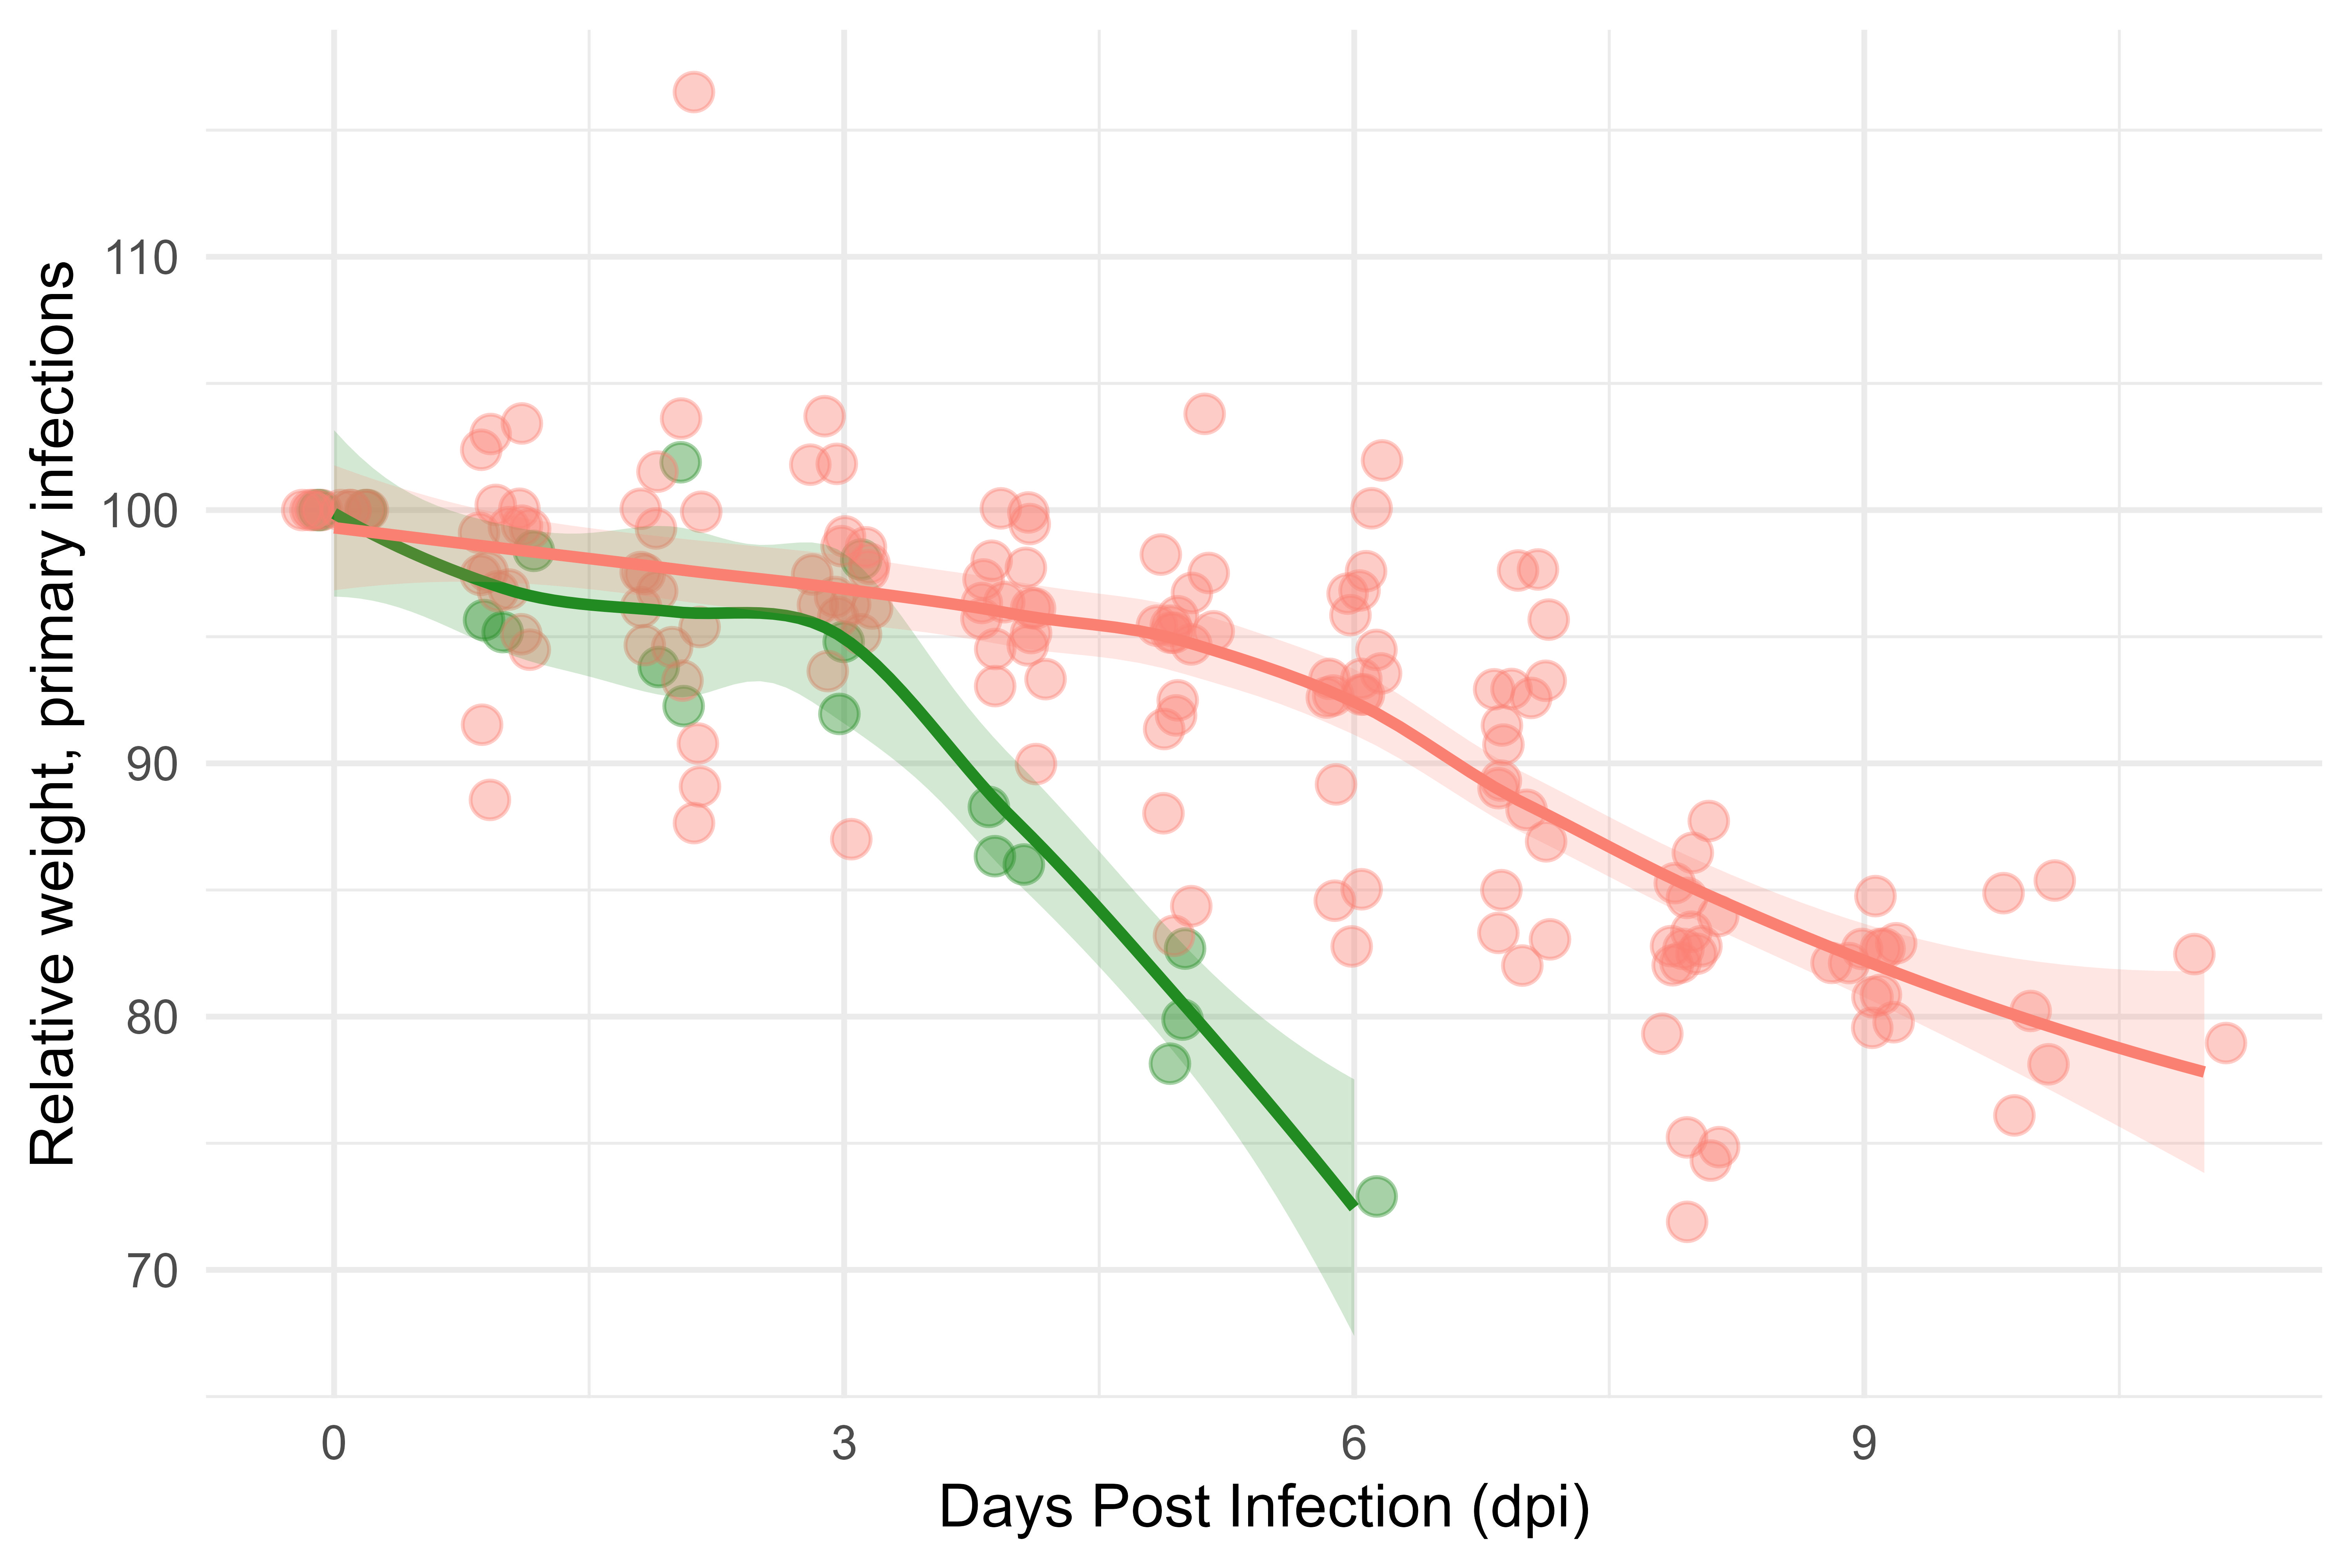 Relative weight, primary infections
110
100
90
80
70
0 3 6 9
Days Post Infection (dpi)